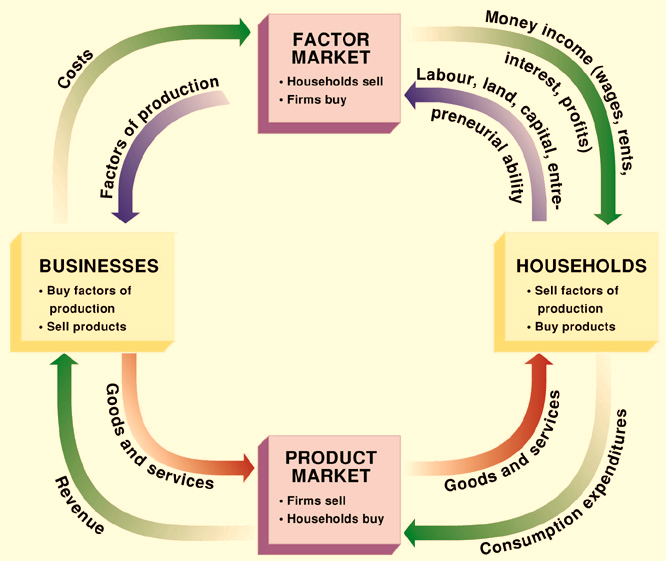 FACTOR
MARKET
• Households sell
• Firms buy
Costs
Factors of production
Money income (wages, rents,
interest, profits)
Labour, land, capital, entre-
preneurial ability
BUSINESSES
• Buy factors of
production
• Sell products
HOUSEHOLDS
• Sell factors of
production
• Buy products
Goods and services
Revenue
PRODUCT
MARKET
• Firms sell
• Households buy
Goods and services
Consumption expenditures